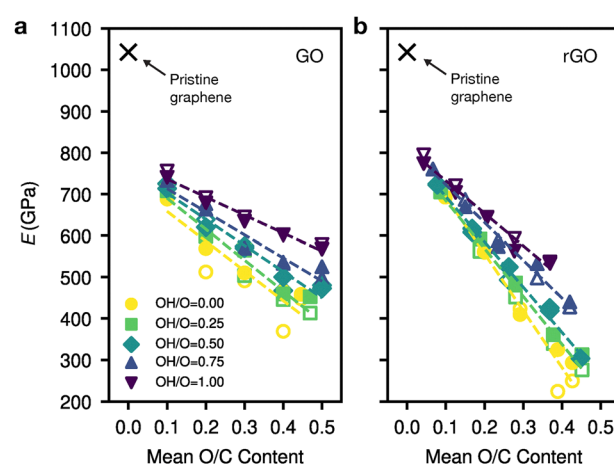 a
b
1100
1000
900
800
700
600
500
400
300
200
E (GPa)
GO
Pristine
graphene
OH/O=0.00
OH/O=0.25
OH/O=0.50
OH/O=0.75
OH/O=1.00
0.0 0.1 0.2 0.3 0.4 0.5
Mean O/C Content
rGO
Pristine
graphene
0.0 0.1 0.2 0.3 0.4 0.5
Mean O/C Content